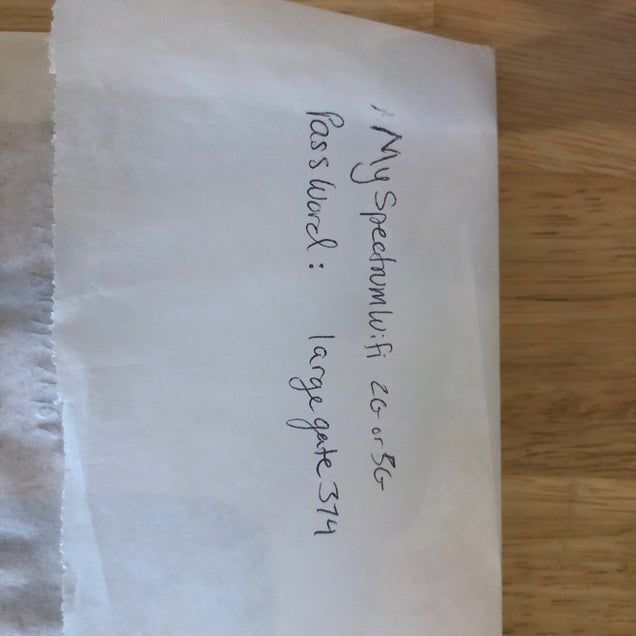 MySpectrumWifi 2G or 5G
PassWord: largegate374